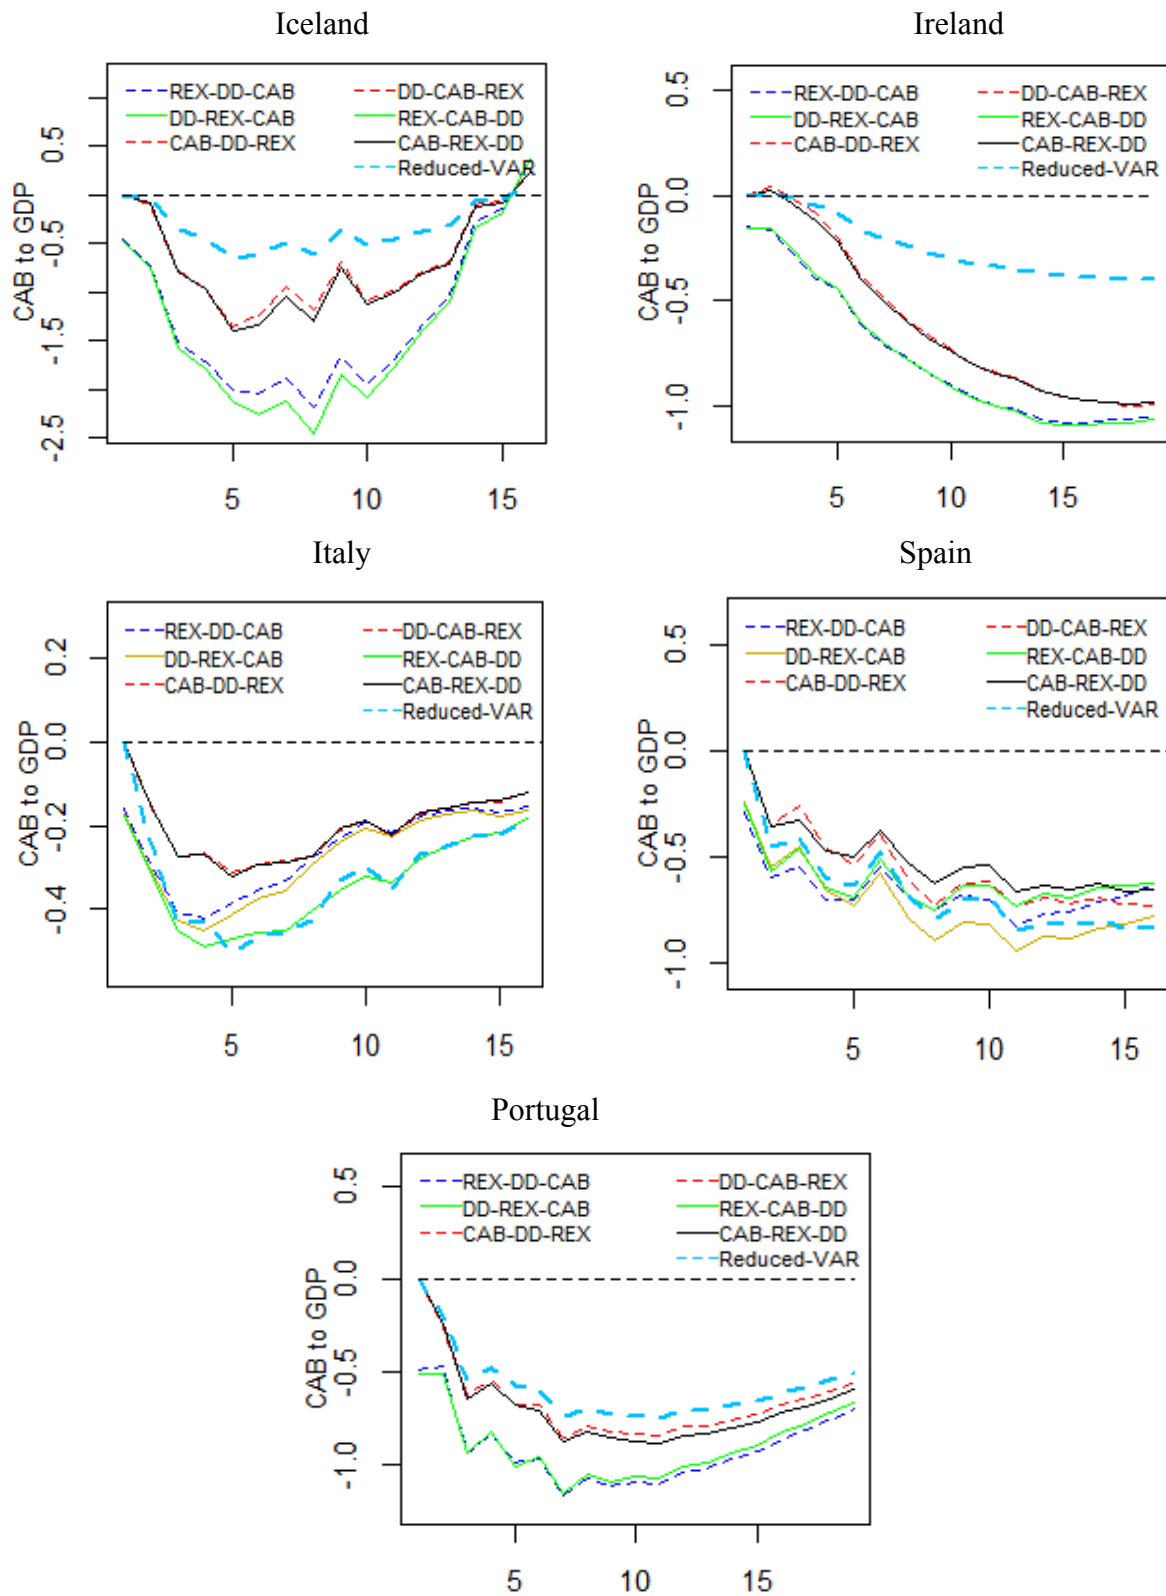 Iceland
REX-DD-CAB
DD-CAB-REX
DD-REX-CAB
REX-CAB-DD
CAB-DD-REX
CAB-REX-DD
Reduced-VAR
CAB to GDP
0.5
-0.5
-1.5
-2.5
5
10
15
Ireland
REX-DD-CAB
DD-CAB-REX
DD-REX-CAB
REX-CAB-DD
CAB-DD-REX
CAB-REX-DD
Reduced-VAR
CAB to GDP
0.5
0.0
-0.5
-1.0
5
10
15
Italy
REX-DD-CAB
DD-CAB-REX
DD-REX-CAB
REX-CAB-DD
CAB-DD-REX
CAB-REX-DD
Reduced-VAR
CAB to GDP
0.2
0.0
-0.2
-0.4
5
10
15
Spain
REX-DD-CAB
DD-CAB-REX
DD-REX-CAB
REX-CAB-DD
CAB-DD-REX
CAB-REX-DD
Reduced-VAR
CAB to GDP
0.5
0.0
-0.5
-1.0
5
10
15
Portugal
REX-DD-CAB
DD-CAB-REX
DD-REX-CAB
REX-CAB-DD
CAB-DD-REX
CAB-REX-DD
Reduced-VAR
CAB to GDP
0.5
0.0
-0.5
-1.0
5
10
15